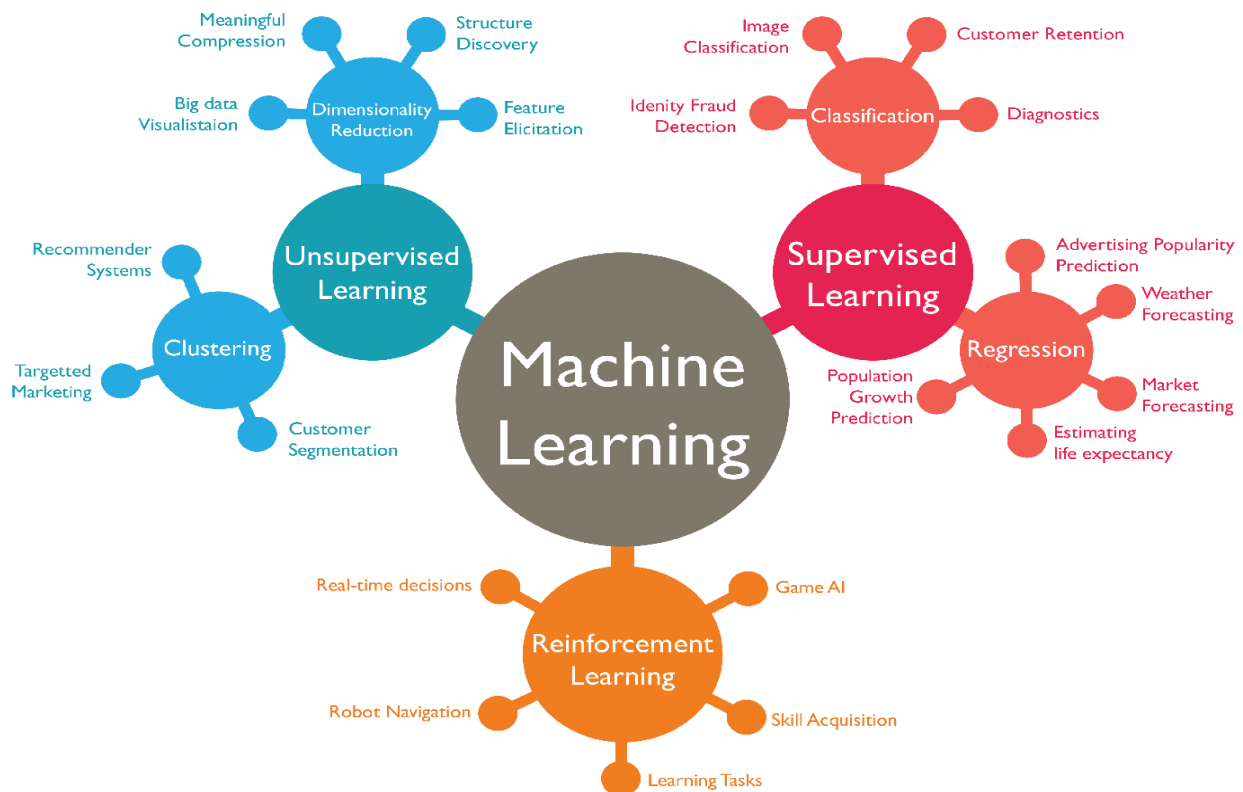 Meaningful
Compression
Structure
Discovery
Big data
Visualistaion
Dimensionality
Reduction
Feature
Elicitation
Unsupervised
Learning
Recommender
Systems
Clustering
Targetted
Marketing
Customer
Segmentation
Machine
Learning
Image
Classification
Customer Retention
Idenity Fraud
Detection
Classification
Diagnostics
Supervised
Learning
Advertising Popularity
Prediction
Weather
Forecasting
Regression
Population
Growth
Prediction
Market
Forecasting
Estimating
life expectancy
Real-time decisions
Game AI
Reinforcement
Learning
Robot Navigation
Skill Acquisition
Learning Tasks